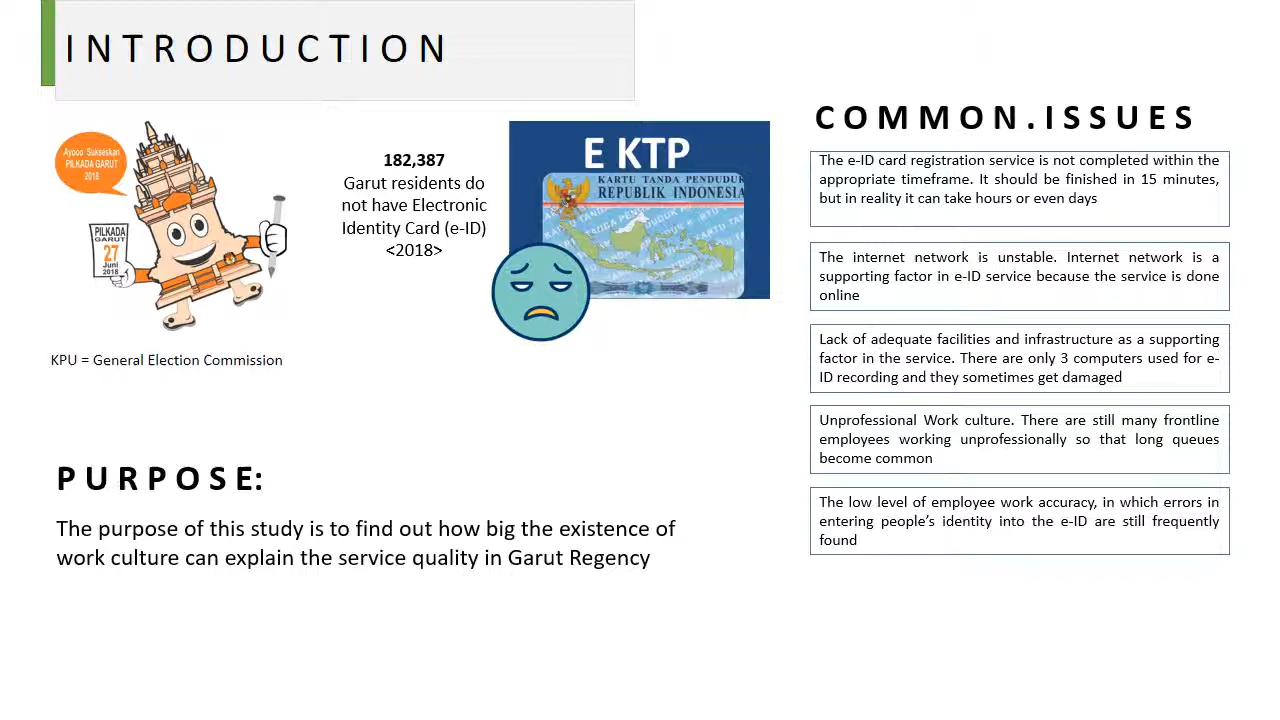 INTRODUCTION
Ayooo Sukseskan
PILKADA GARUT
2018
PILKADA
GARUT
27
Juni
2018
KPU = General Election Commission
182,387
Garut residents do
not have Electronic
Identity Card (e-ID)
<2018>
E KTP
KARTU TANDA PENDUDUK
REPUBLIK INDONESIA
PURPOSE:
The purpose of this study is to find out how big the existence of
work culture can explain the service quality in Garut Regency
COMMON.ISSUES
The e-ID card registration service is not completed within the
appropriate timeframe. It should be finished in 15 minutes,
but in reality it can take hours or even days
The internet network is unstable. Internet network is a
supporting factor in e-ID service because the service is done
online
Lack of adequate facilities and infrastructure as a supporting
factor in the service. There are only 3 computers used for e-
ID recording and they sometimes get damaged
Unprofessional Work culture. There are still many frontline
employees working unprofessionally so that long queues
become common
The low level of employee work accuracy, in which errors in
entering people’s identity into the e-ID are still frequently
found